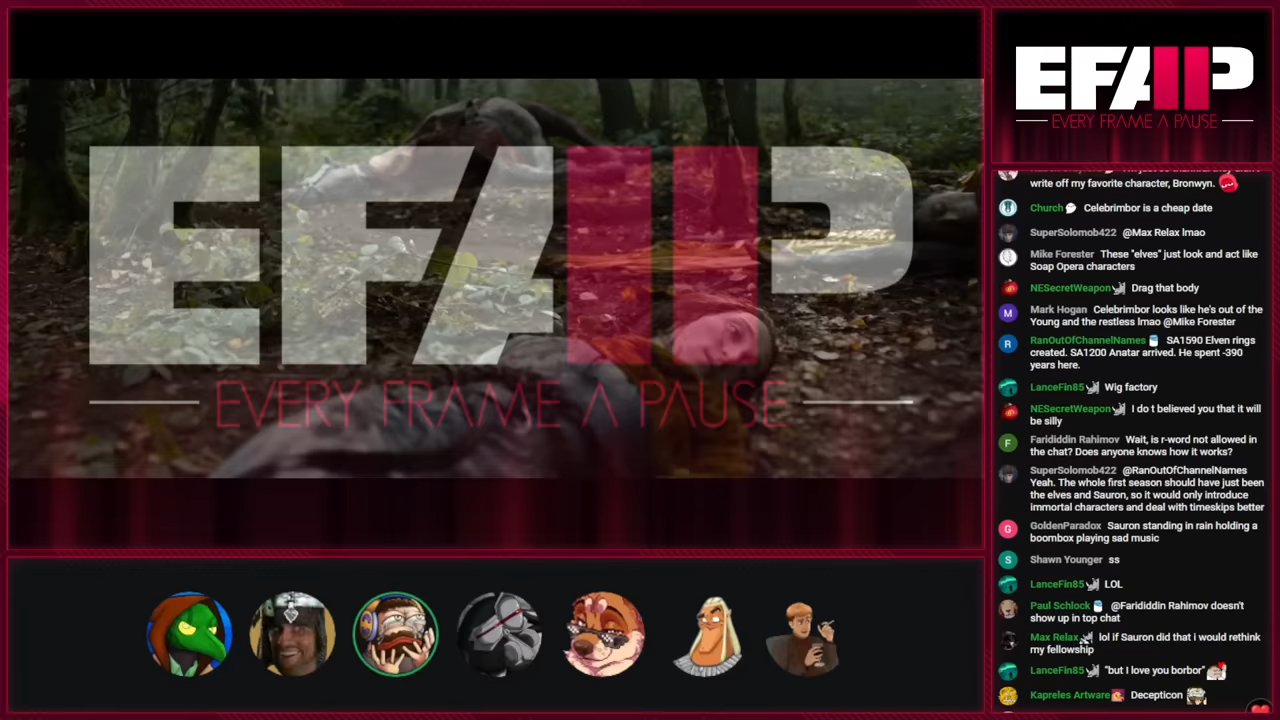 EFAP
EVERY FRAME A PAUSE
EFAP
EVERY FRAME A PAUSE
write off my favorite character, Bronwyn.
Church Celebrimbor is a cheap date
SuperSolomob422 @Max Relax lmao
Mike Forester These "elves" just look and act like
Soap Opera characters
NESecretWeapon Drag that body
Mark Hogan Celebrimbor looks like he's out of the
Young and the restless lmao @Mike Forester
RanOutOfChannelNames SA1590 Elven rings
created. SA1200 Anatar arrived. He spent -390
years here.
LanceFin85 Wig factory
NESecretWeapon I do t believed you that it will
be silly
Farididdin Rahimov Wait, is r-word not allowed in
the chat? Does anyone knows how it works?
SuperSolomob422 @RanOutOfChannelNames
Yeah. The whole first season should have just been
the elves and Sauron, so it would only introduce
immortal characters and deal with timeskips better
GoldenParadox Sauron standing in rain holding a
boombox playing sad music
Shawn Younger ss
LanceFin85 LOL
Paul Schlock @Farididdin Rahimov doesn't
show up in top chat
Max Relax lol if Sauron did that i would rethink
my fellowship
LanceFin85 "but I love you borbor"
Kapreles Artware Decepticon